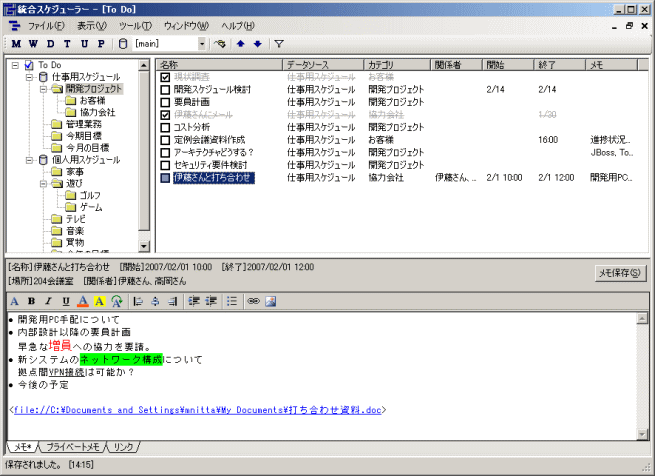 統合スケジューラー - [To Do]
ファイル(F) 表示(V) ツール(T) ウィンドウ(W) ヘルプ(H)
M W D T U P [main]
To Do
仕事用スケジュール
開発プロジェクト
お客様
協力会社
管理業務
今期目標
今月の目標
個人用スケジュール
家事
遊び
ゴルフ
ゲーム
テレビ
音楽
買物
名称 データソース カテゴリ 関係者 開始 終了 メモ
現状調査 仕事用スケジュール お客様
開発スケジュール検討 仕事用スケジュール 開発プロジェクト 2/14 2/14
要員計画 仕事用スケジュール 開発プロジェクト
伊藤さんにメール 仕事用スケジュール 協力会社 1/30
コスト分析 仕事用スケジュール 開発プロジェクト
定例会議資料作成 仕事用スケジュール お客様 16:00 進捗状況...
アーキテクチャどうする? 仕事用スケジュール 開発プロジェクト JBoss, To...
セキュリティ要件検討 仕事用スケジュール 開発プロジェクト
伊藤さんと打ち合わせ 仕事用スケジュール 協力会社 伊藤さん、... 2/1 10:00 2/1 12:00 開発用PC...
[名称]伊藤さんと打ち合わせ [開始]2007/02/01 10:00 [終了]2007/02/01 12:00
[場所]204会議室 [関係者]伊藤さん、高岡さん
メモ保存(S)
A B I U A A
● 開発用PC手配について
● 内部設計以降の要員計画
早急な増員への協力を要請。
● 新システムのネットワーク構成について
拠点間VPN接続は可能か?
● 今後の予定
<file://C:¥Documents and Settings¥mnitta¥My Documents¥打ち合わせ資料.doc>
メモ* プライベートメモ リンク
保存されました。 [14:15]